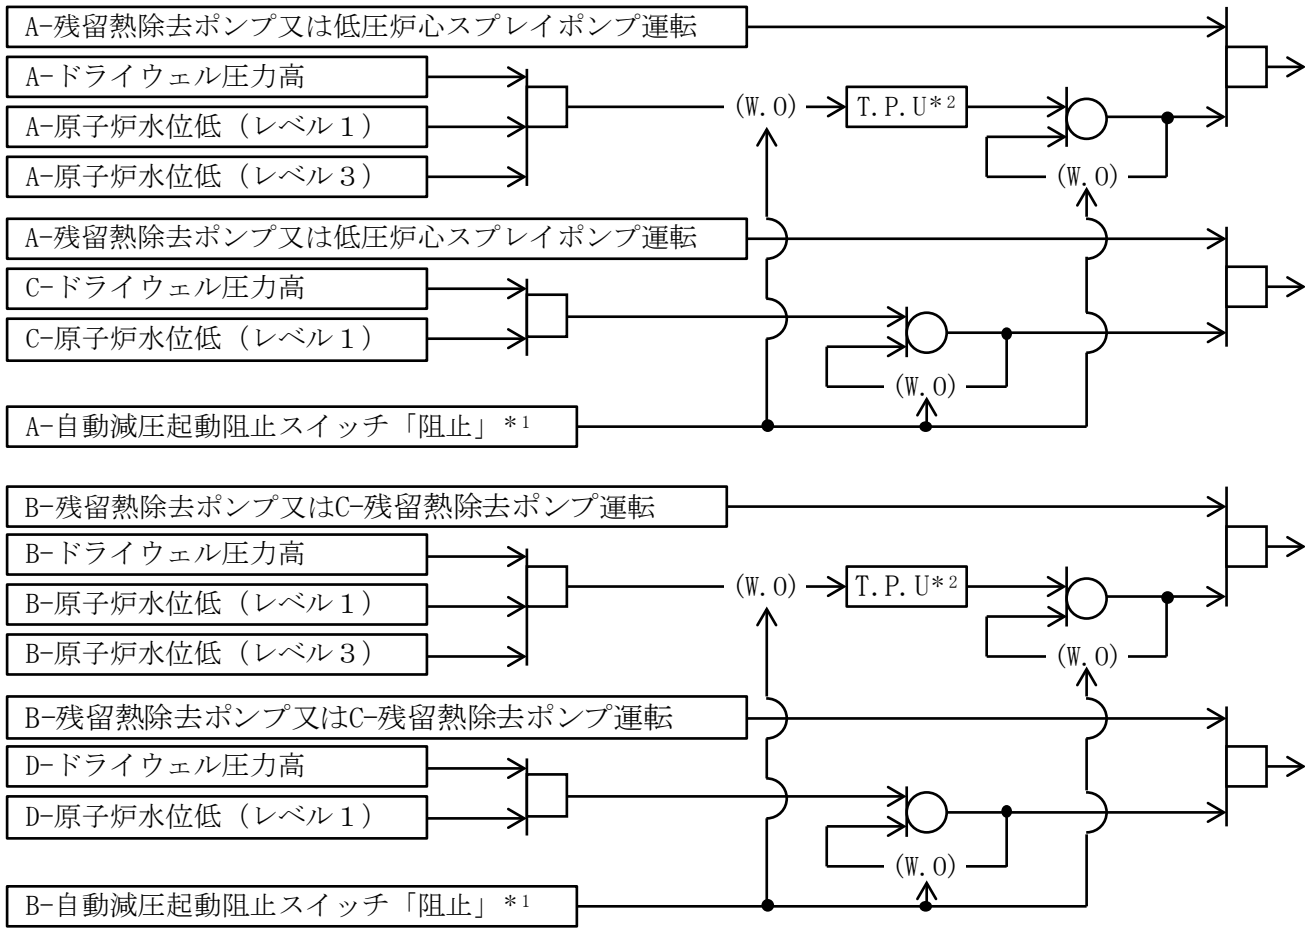 A-残留熱除去ポンプ又は低圧炉心スプレイポンプ運転
A-ドライウェル圧力高
(W.O)
T.P.U*2
A-原子炉水位低（レベル１）
A-原子炉水位低（レベル３）
(W.O)
A-残留熱除去ポンプ又は低圧炉心スプレイポンプ運転
C-ドライウェル圧力高
C-原子炉水位低（レベル１）
(W.O)
A-自動減圧起動阻止スイッチ「阻止」*1
B-残留熱除去ポンプ又はC-残留熱除去ポンプ運転
B-ドライウェル圧力高
(W.O)
T.P.U*2
B-原子炉水位低（レベル１）
B-原子炉水位低（レベル３）
(W.O)
B-残留熱除去ポンプ又はC-残留熱除去ポンプ運転
D-ドライウェル圧力高
D-原子炉水位低（レベル１）
(W.O)
B-自動減圧起動阻止スイッチ「阻止」*1